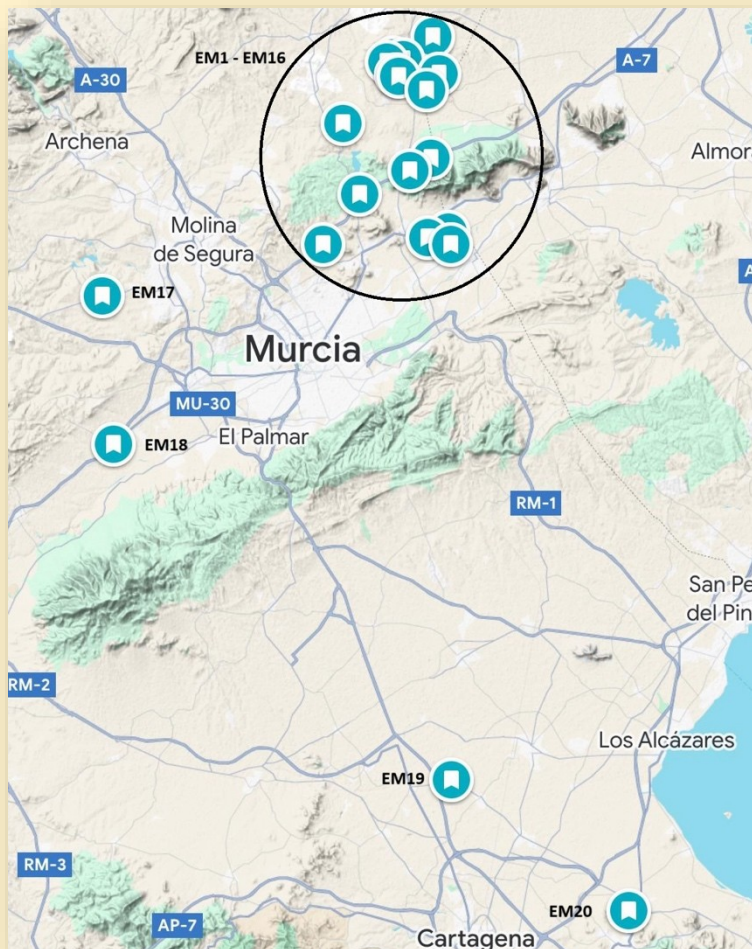 EM1 - EM16
A-30
A-7
Archena
Almor
Molina
de Segura
EM17
A
Murcia
MU-30
EM18
El Palmar
RM-1
San Pe
del Pin
RM-2
Los Alcázares
EM19
RM-3
EM20
AP-7
Cartagena